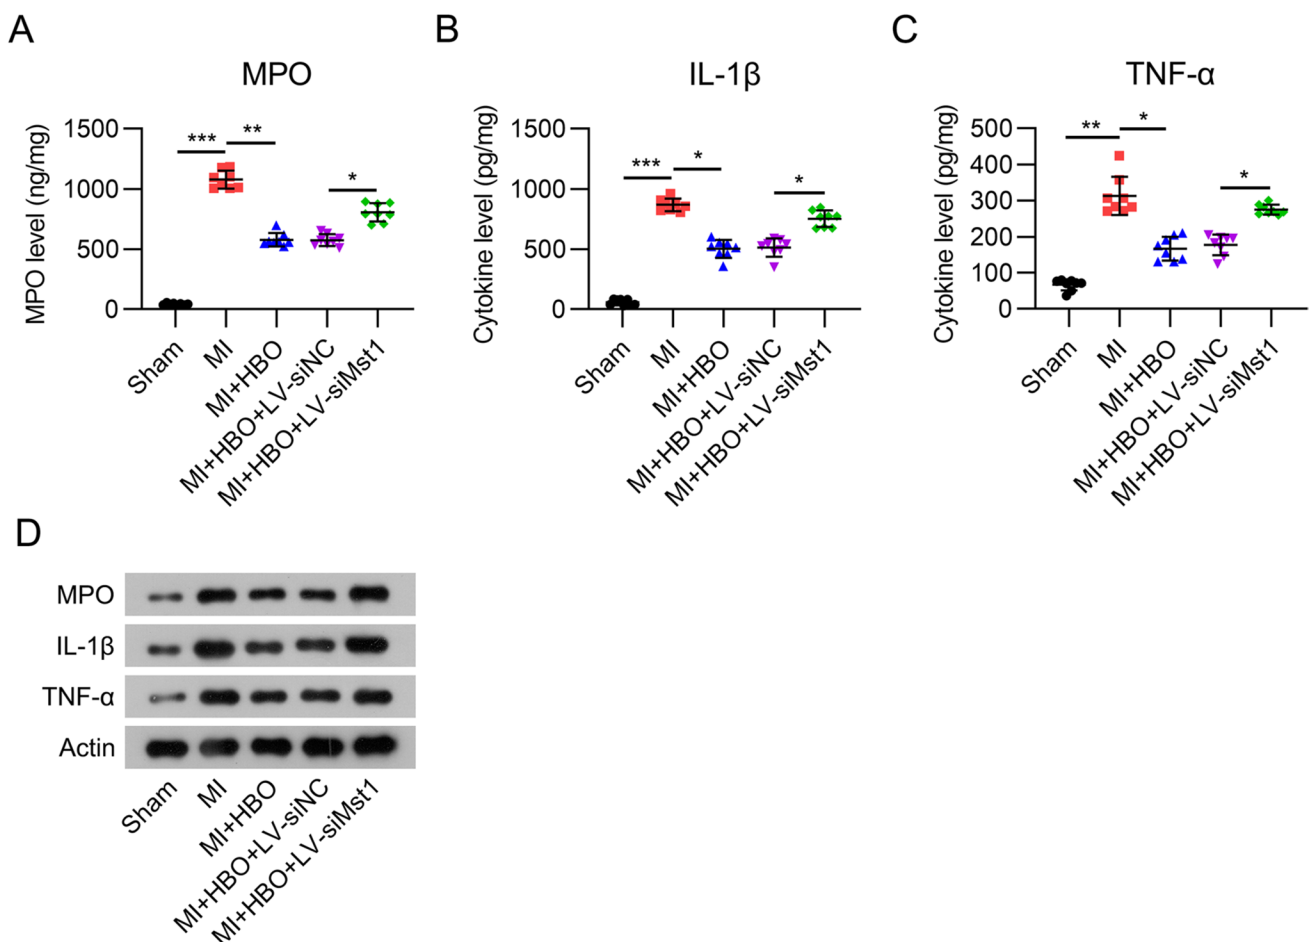 A
MPO
MPO level (ng/mg)
1500
1000
500
0
***
**
*
Sham
MI
MI+HBO
MI+HBO+LV-siNC
MI+HBO+LV-siMst1
B
IL-1β
Cytokine level (pg/mg)
1500
1000
500
0
***
*
*
Sham
MI
MI+HBO
MI+HBO+LV-siNC
MI+HBO+LV-siMst1
C
TNF-α
Cytokine level (pg/mg)
500
400
300
200
100
0
**
*
*
Sham
MI
MI+HBO
MI+HBO+LV-siNC
MI+HBO+LV-siMst1
D
MPO
IL-1β
TNF-α
Actin
Sham
MI
MI+HBO
MI+HBO+LV-siNC
MI+HBO+LV-siMst1